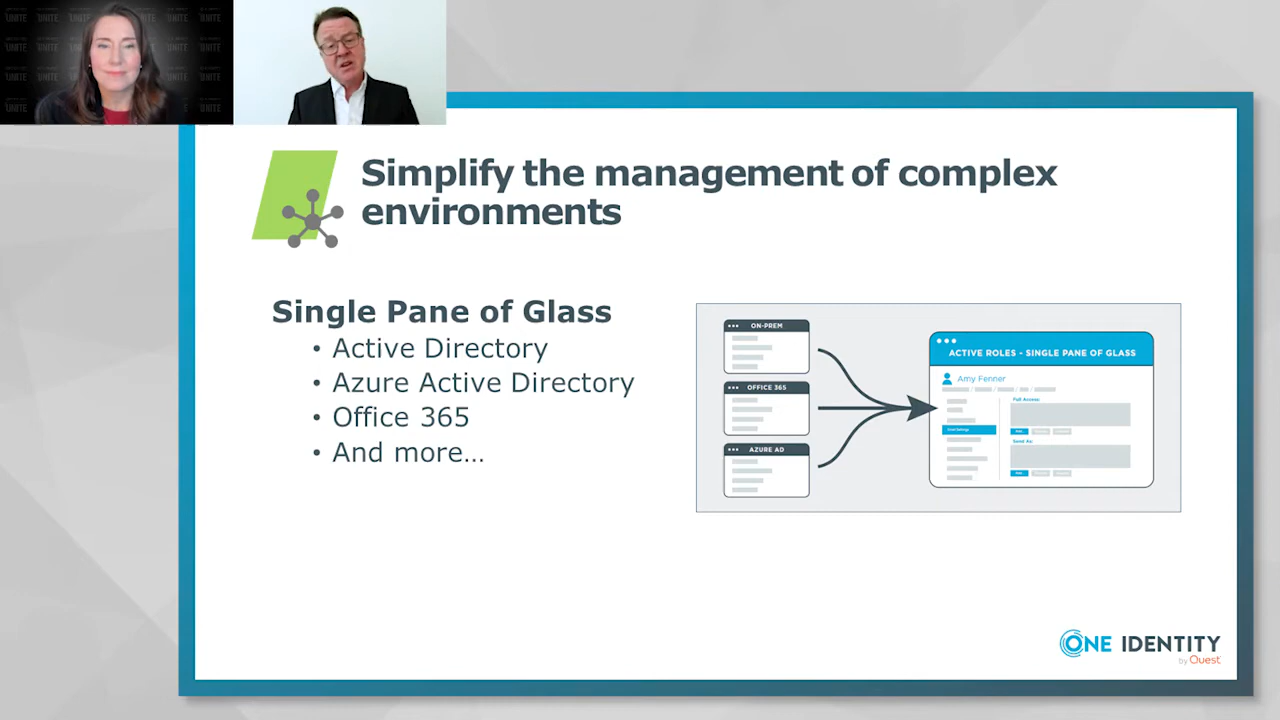 UNITE
Simplify the management of complex
environments
Single Pane of Glass
• Active Directory
• Azure Active Directory
• Office 365
• And more…
ON-PREM
OFFICE 365
AZURE AD
ACTIVE ROLES - SINGLE PANE OF GLASS
Amy Fenner
Full Access:
Send As:
ONE IDENTITY
by Quest